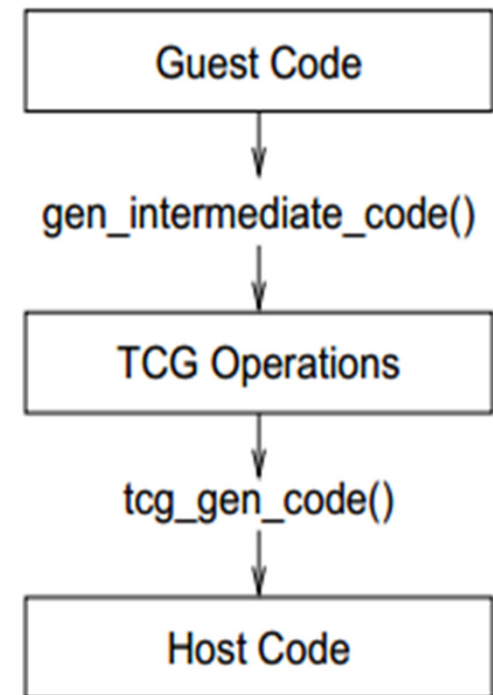 Guest Code
gen_intermediate_code()
TCG Operations
tcg_gen_code()
Host Code